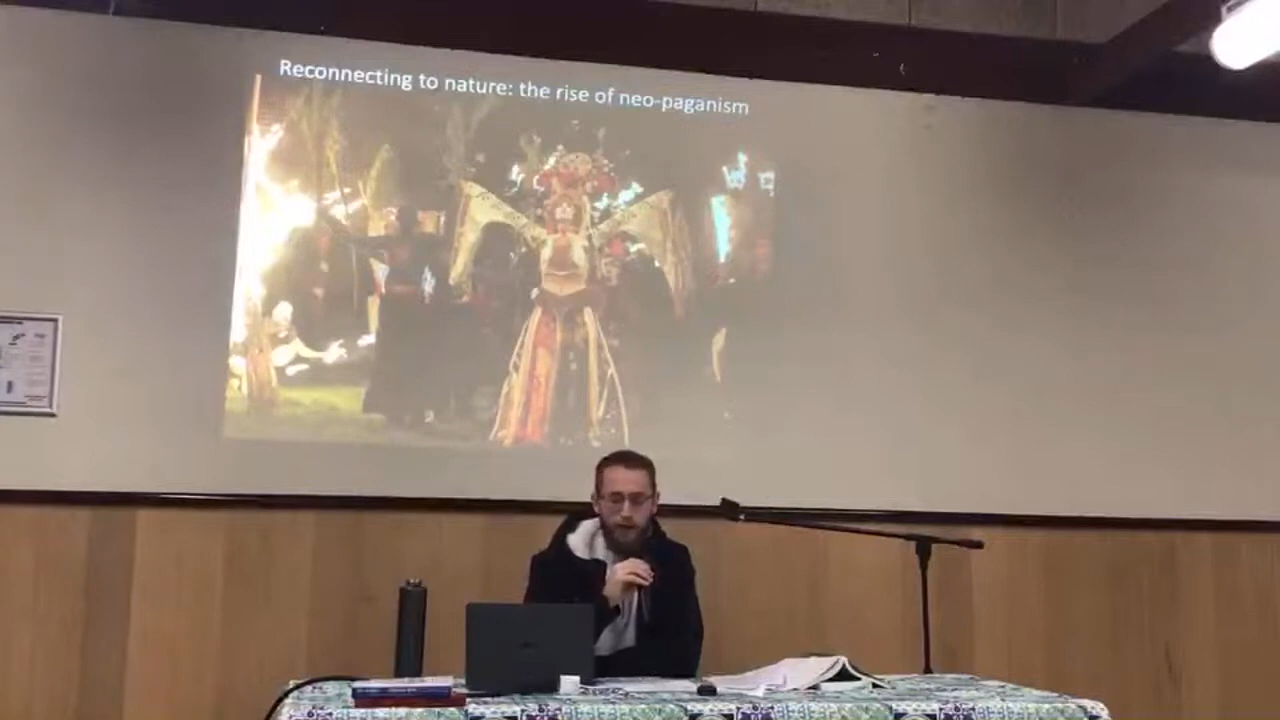 Reconnecting to nature: the rise of neo-paganism